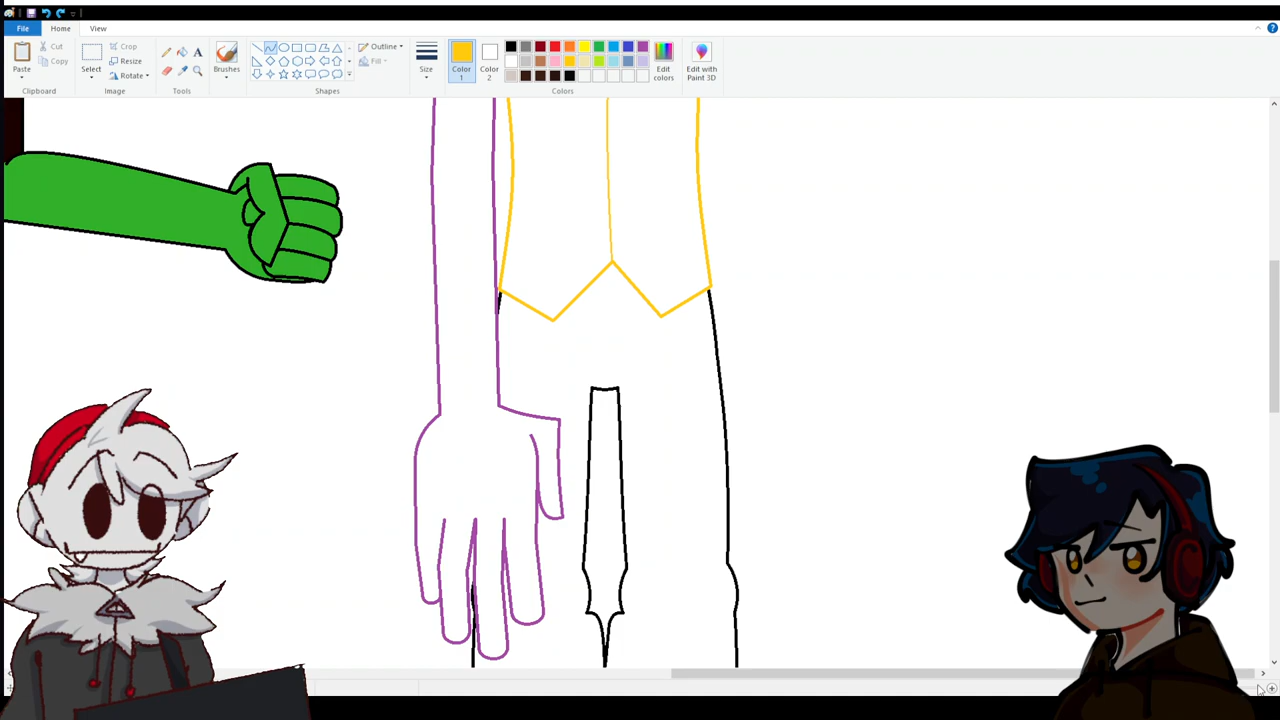 File Home View
Paste
Cut
Copy
Clipboard
Select
Crop
Resize
Rotate
Image
A
Tools
Brushes
Outline
Fill
Shapes
Size
Color
1
Color
2
Edit
colors
Colors
Edit with
Paint 3D